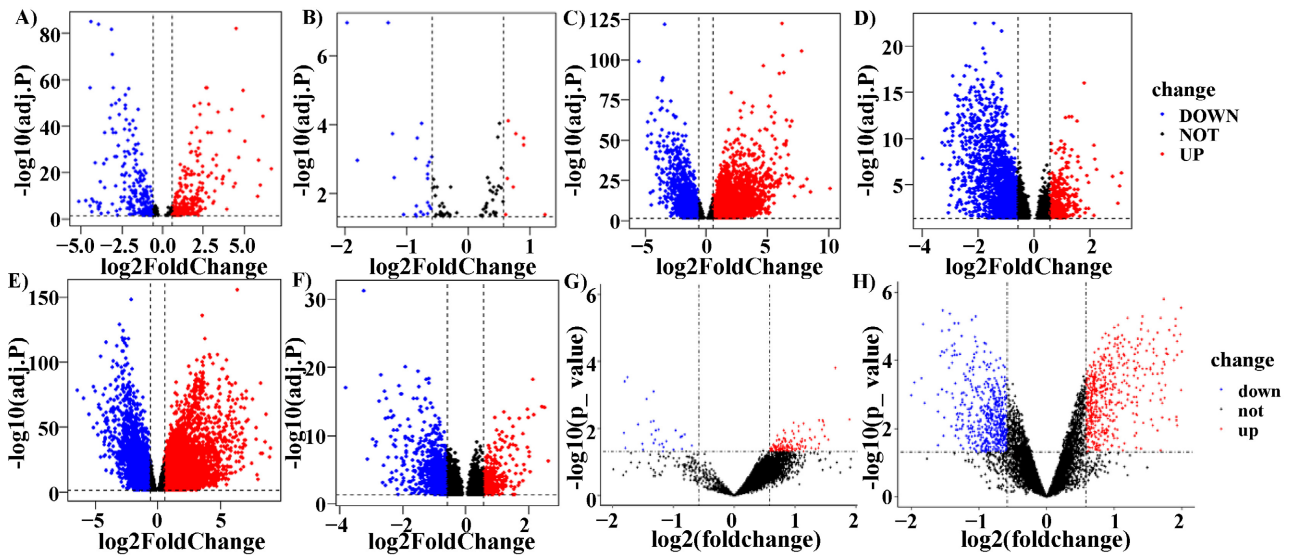 A)
-log10(adj.P)
80
60
40
20
0
−5.0 −2.5 0.0 2.5 5.0
log2FoldChange
B)
-log10(adj.P)
6
4
2
−2 −1 0 1
log2FoldChange
C)
-log10(adj.P)
125
100
75
50
25
0
−5 0 5 10
log2FoldChange
D)
-log10(adj.P)
20
15
10
5
−4 −2 0 2
log2FoldChange
change
DOWN
NOT
UP
E)
-log10(adj.P)
150
100
50
0
−5 0 5
log2FoldChange
F)
-log10(adj.P)
30
20
10
0
−4 −2 0 2
log2FoldChange
G)
-log10(p_ value)
6
4
2
0
−2 −1 0 1 2
log2(foldchange)
H)
-log10(p_ value)
6
4
2
0
−2 −1 0 1 2
log2(foldchange)
change
down
not
up